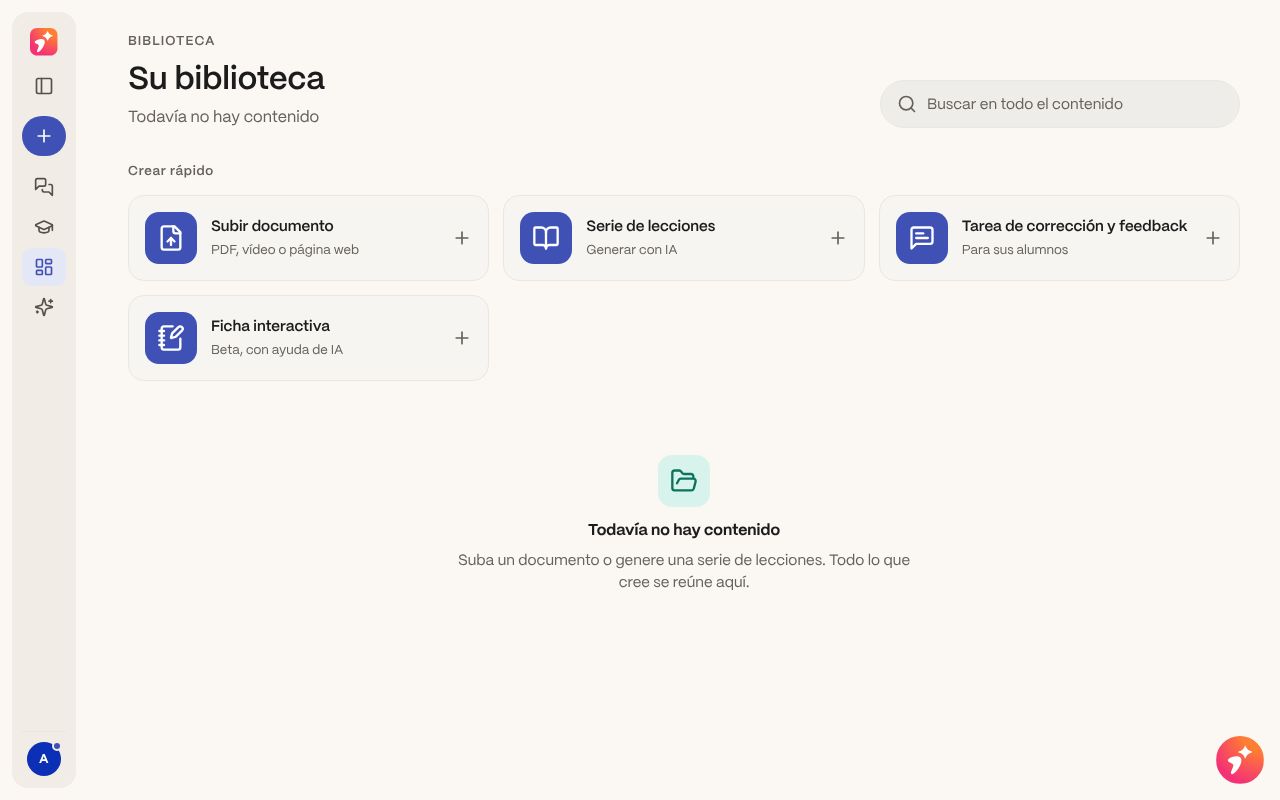 BIBLIOTECA
Su biblioteca
Todavía no hay contenido
Buscar en todo el contenido
Crear rápido
Subir documento
PDF, vídeo o página web
Serie de lecciones
Generar con IA
Tarea de corrección y feedback
Para sus alumnos
Ficha interactiva
Beta, con ayuda de IA
Todavía no hay contenido
Suba un documento o genere una serie de lecciones. Todo lo que
cree se reúne aquí.
A